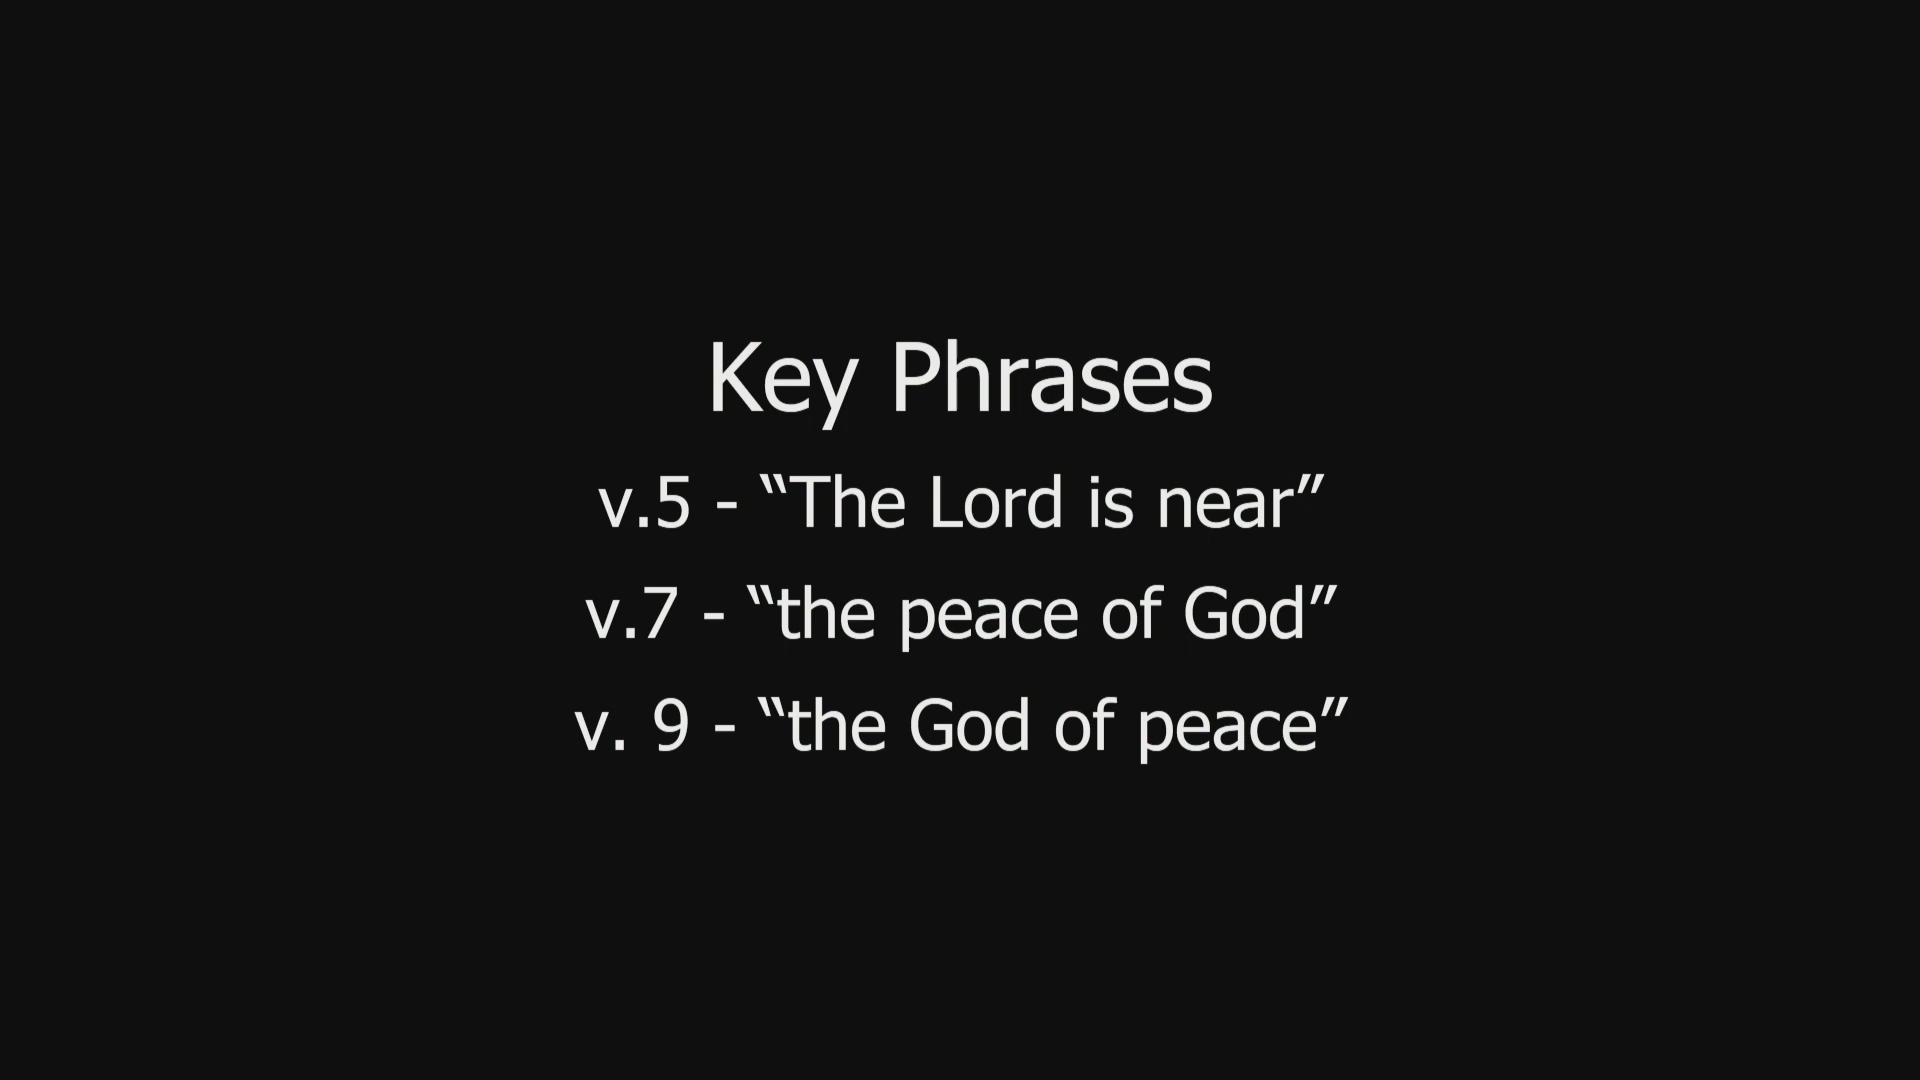 Key Phrases
v.5 - “The Lord is near”
v.7 - “the peace of God”
v. 9 - “the God of peace”